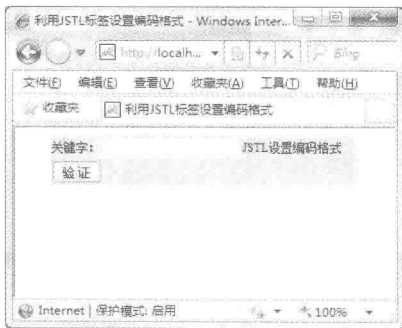 利用JSTL标签设置编码格式 - Windows Inter...
http://localh...
Bing
文件(F) 编辑(E) 查看(V) 收藏夹(A) 工具(T) 帮助(H)
收藏夹 利用JSTL标签设置编码格式
关键字: JSTL设置编码格式
验证
Internet | 保护模式: 启用 100%